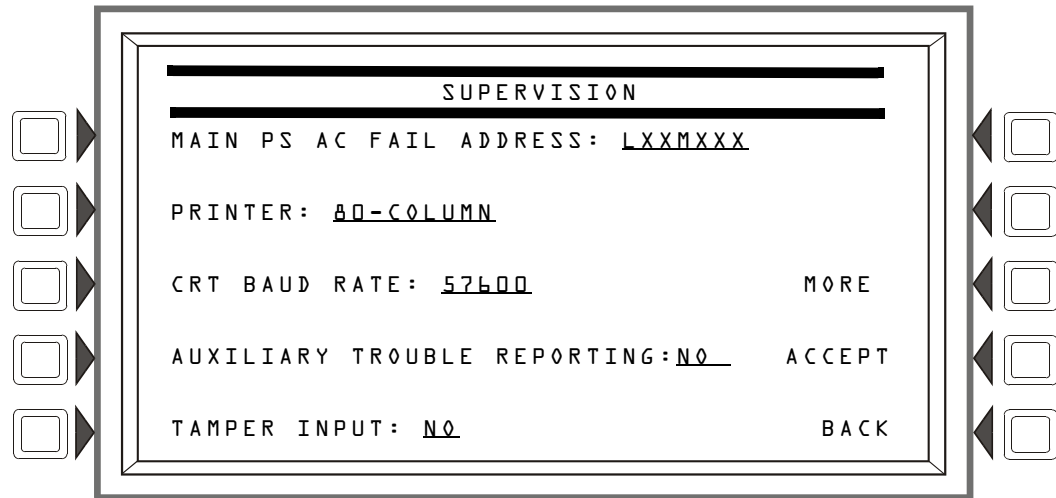 SUPERVISION
MAIN PS AC FAIL ADDRESS: LXXMXXX
PRINTER: 80-COLUMN
CRT BAUD RATE: 57600 MORE
AUXILIARY TROUBLE REPORTING:NO ACCEPT
TAMPER INPUT: NO BACK